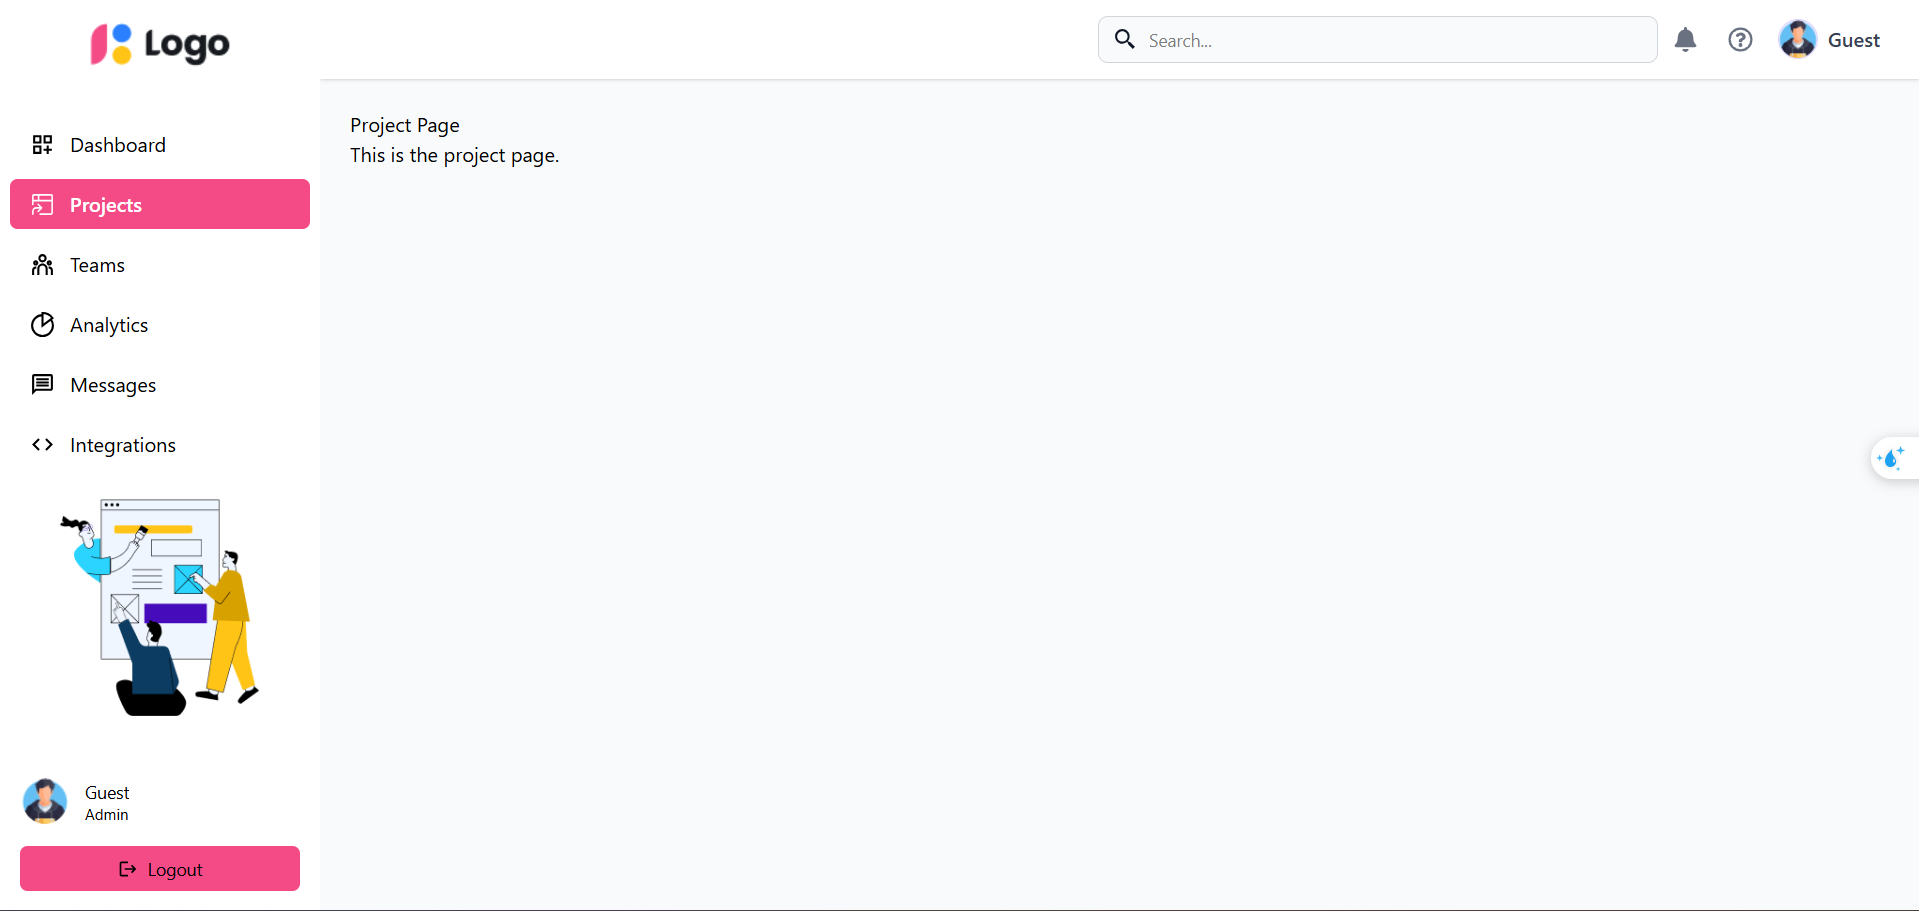 Logo
Search...
Guest
Dashboard
Projects
Teams
Analytics
Messages
Integrations
Project Page
This is the project page.
Guest
Admin
Logout